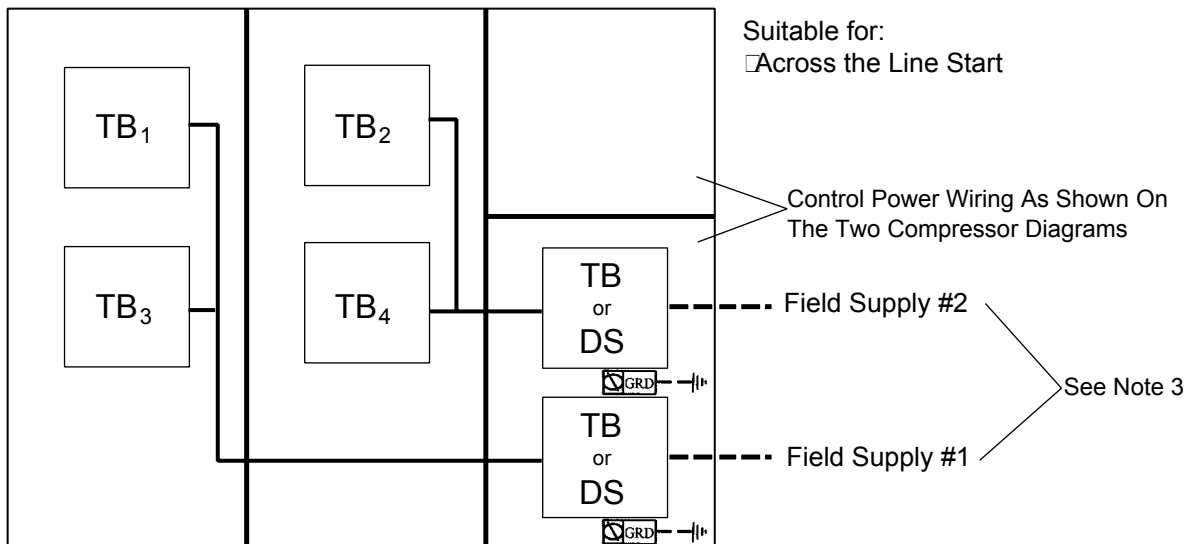 Suitable for:
Across the Line Start
TB1
TB2
Control Power Wiring As Shown On
The Two Compressor Diagrams
TB3
TB4
TB
or
DS
Field Supply #2
GRD
See Note 3
TB
or
DS
Field Supply #1
GRD